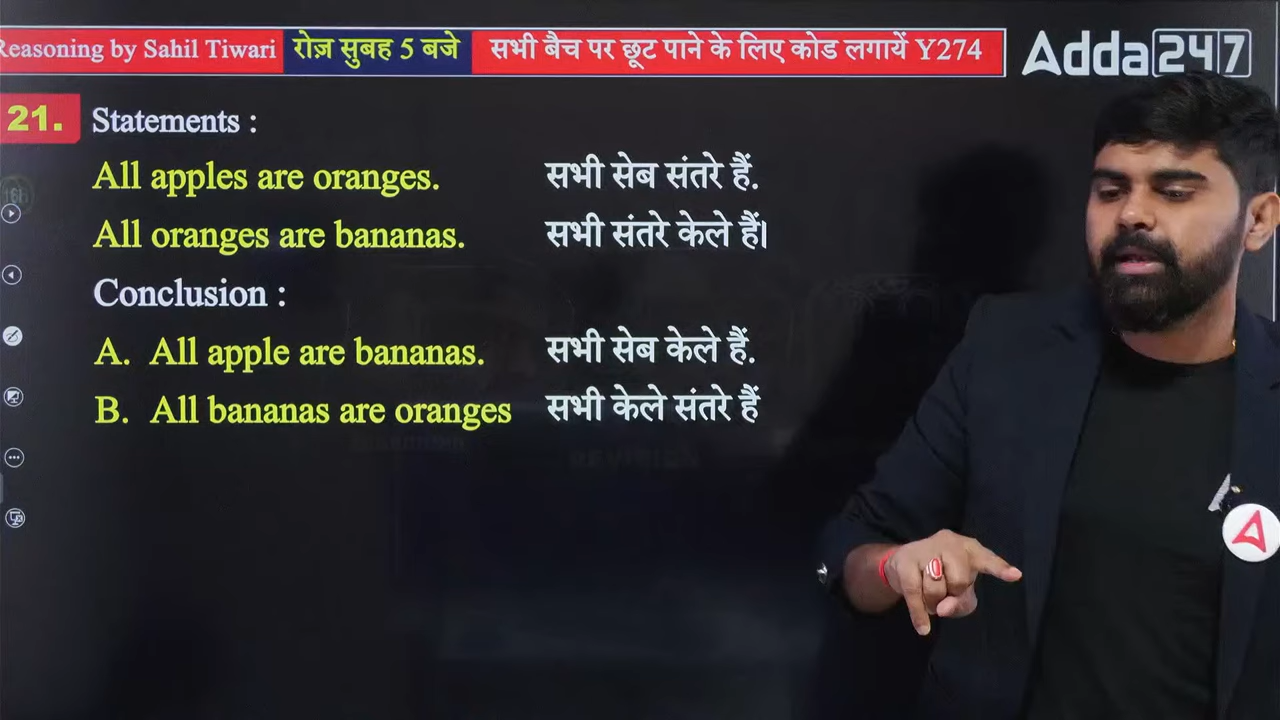 Reasoning by Sahil Tiwari रोज़ सुबह 5 बजे सभी बैच पर छूट पाने के लिए कोड लगायें Y274 Adda247
21. Statements :
All apples are oranges. सभी सेब संतरे हैं.
All oranges are bananas. सभी संतरे केले हैं।
Conclusion :
A. All apple are bananas. सभी सेब केले हैं.
B. All bananas are oranges सभी केले संतरे हैं